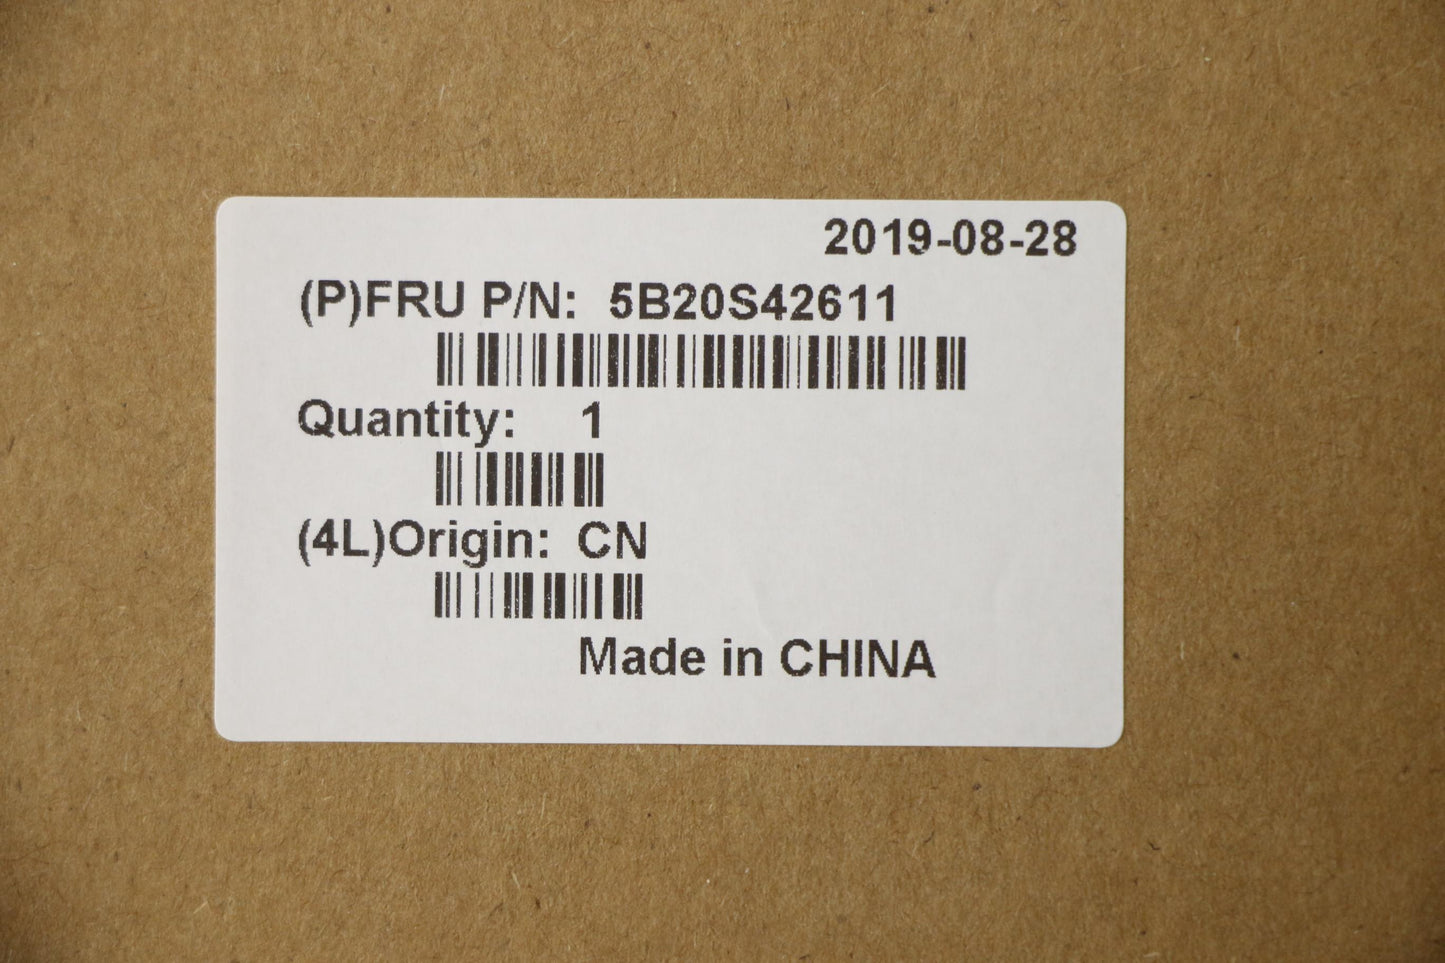 2019-08-28
(P)FRU P/N: 5B20S42611
Quantity: 1
(4L)Origin: CN
Made in CHINA